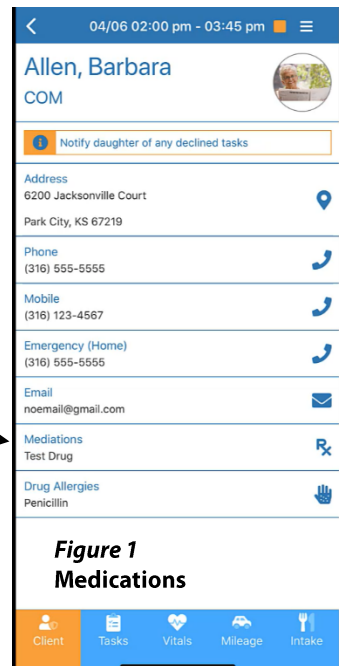 04/06 02:00 pm - 03:45 pm
Allen, Barbara
COM
Notify daughter of any declined tasks
Address
6200 Jacksonville Court
Park City, KS 67219
Phone
(316) 555-5555
Mobile
(316) 123-4567
Emergency (Home)
(316) 555-5555
Email
noemail@gmail.com
Mediations
Test Drug
Drug Allergies
Penicillin
Figure 1
Medications
Client Tasks Vitals Mileage Intake